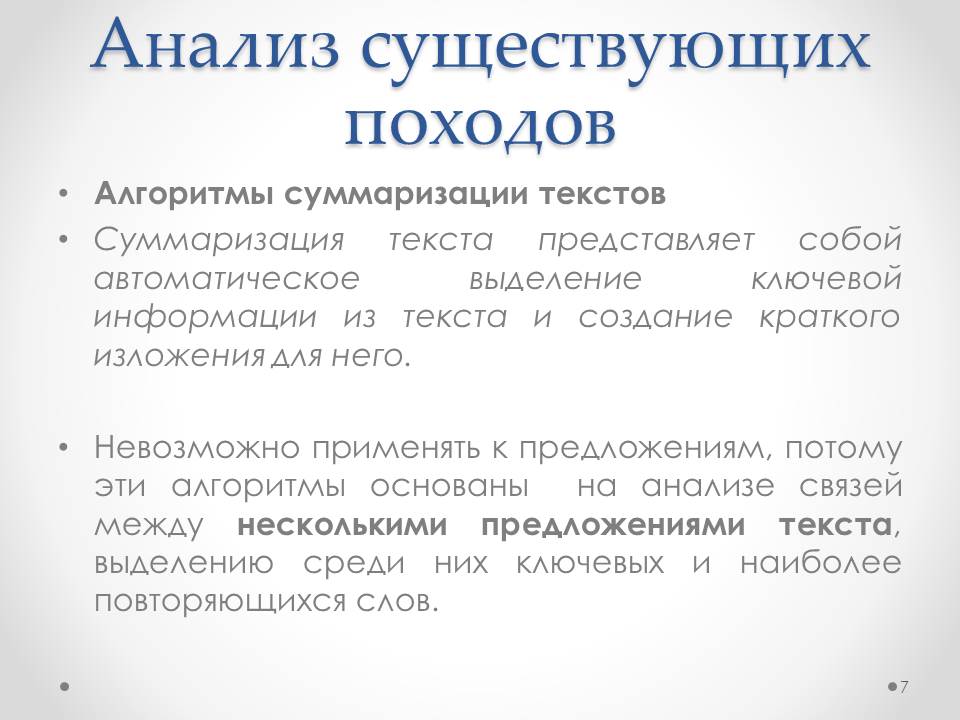 Анализ существующих
походов
• Алгоритмы суммаризации текстов
• Суммаризация текста представляет собой
автоматическое выделение ключевой
информации из текста и создание краткого
изложения для него.
• Невозможно применять к предложениям, потому
эти алгоритмы основаны на анализе связей
между несколькими предложениями текста,
выделению среди них ключевых и наиболее
повторяющихся слов.
7